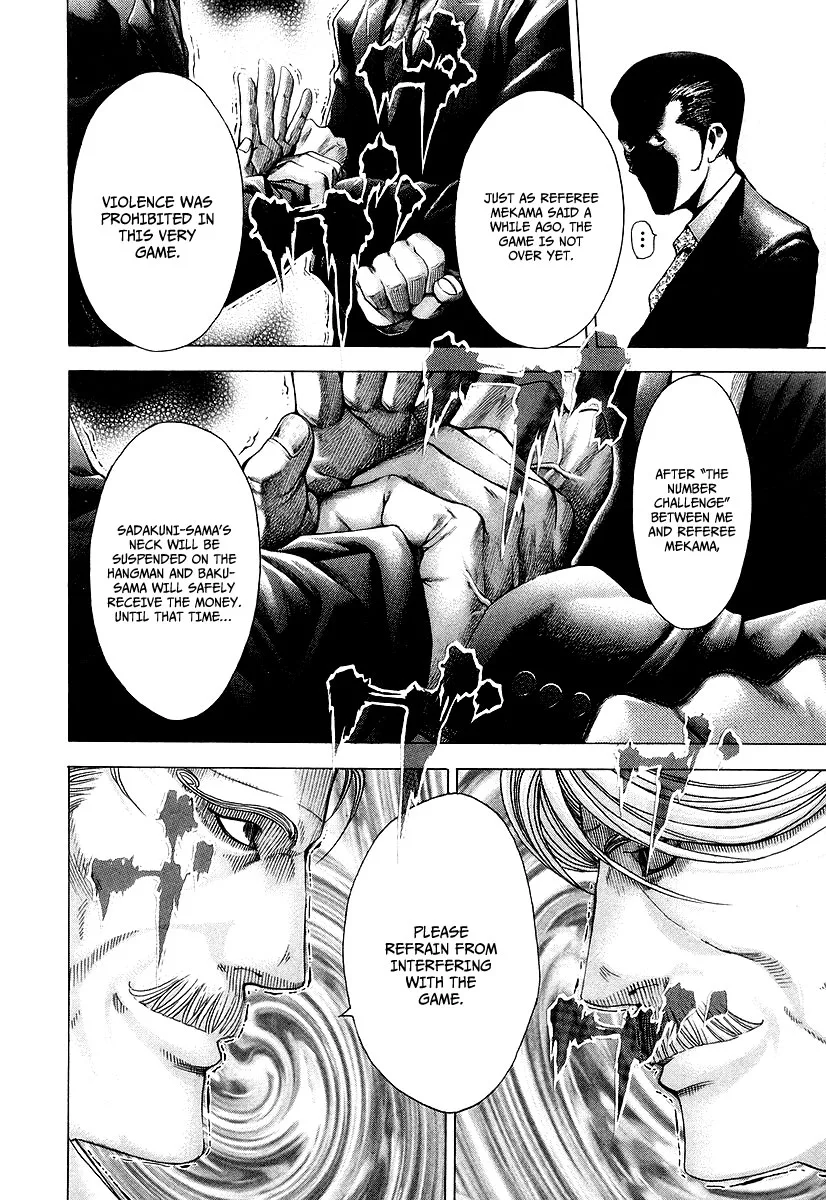 JUST AS REFEREE
MEKAMA SAID A
WHILE AGO, THE
GAME IS NOT
OVER YET.
VIOLENCE WAS
PROHIBITED IN
THIS VERY
GAME.
AFTER “THE
NUMBER
CHALLENGE”
BETWEEN ME
AND REFEREE
MEKAMA,
SADAKUNI-SAMA'S
NECK WILL BE
SUSPENDED ON THE
HANGMAN AND BAKU-
SAMA WILL SAFELY
RECEIVE THE MONEY.
UNTIL THAT TIME...
PLEASE
REFRAIN FROM
INTERFERING
WITH THE
GAME.